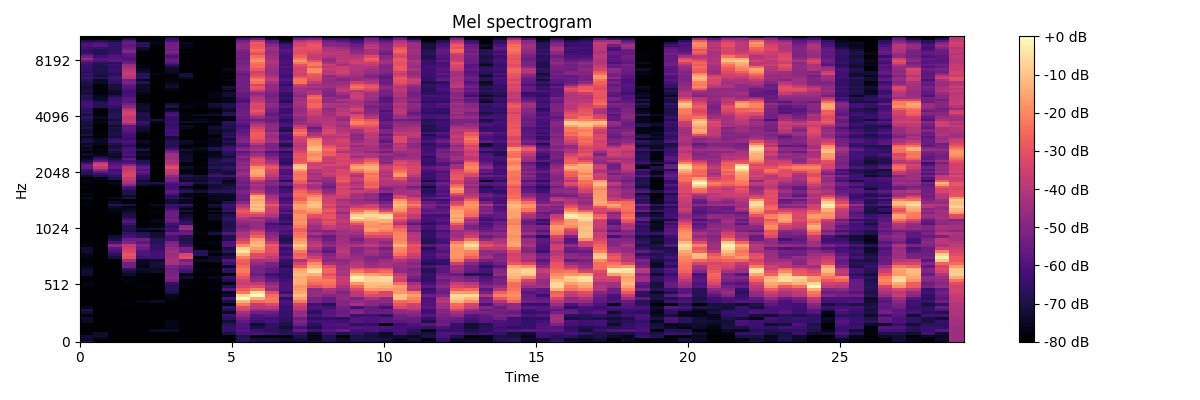 Mel spectrogram
8192
4096
2048
1024
512
0
Hz
0 5 10 15 20 25
Time
+0 dB
-10 dB
-20 dB
-30 dB
-40 dB
-50 dB
-60 dB
-70 dB
-80 dB